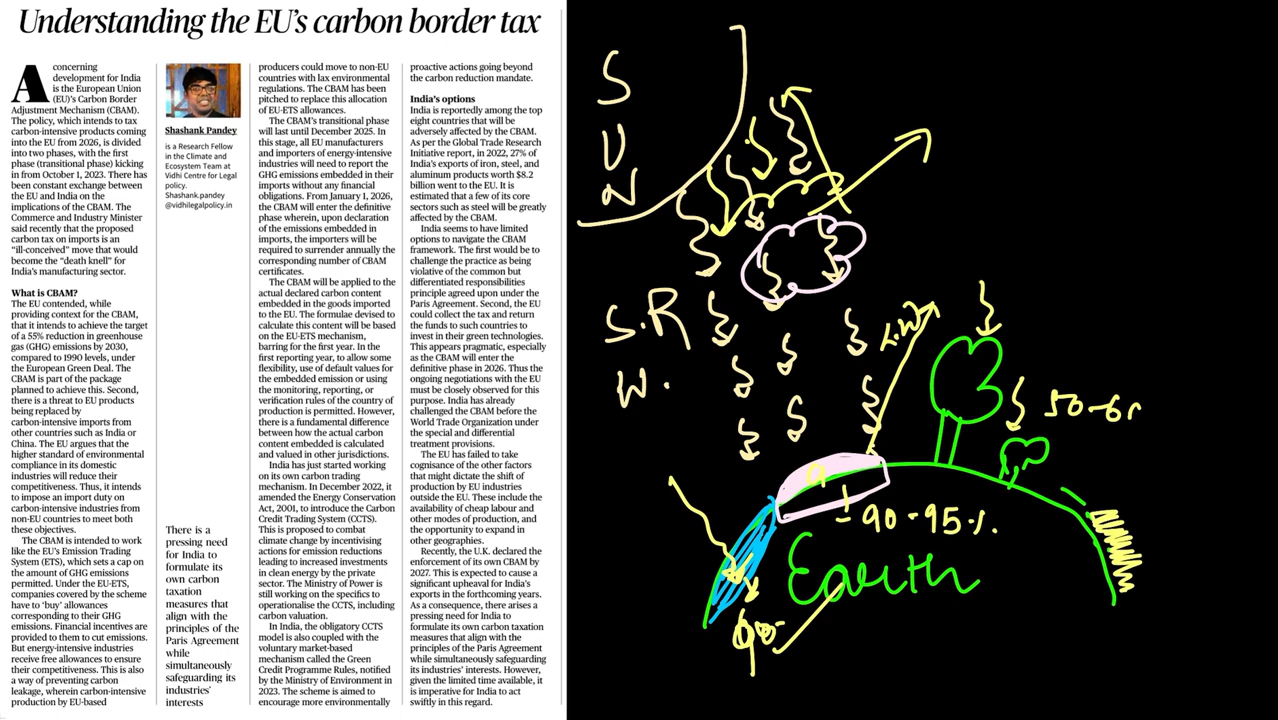 Understanding the EU's carbon border tax
A concerning
development for India
is the European Union
(EU)'s Carbon Border
Adjustment Mechanism (CBAM).
The policy, which intends to tax
carbon-intensive products coming
into the EU from 2026, is divided
into two phases, with the first
phase (transitional phase) kicking
in from October 1, 2023. There has
been constant exchange between
the EU and India on the
implications of the CBAM. The
Commerce and Industry Minister
said recently that the proposed
carbon tax on imports is an
“ill-conceived” move that would
become the “death knell” for
India's manufacturing sector.
What is CBAM?
The EU contended, while
providing context for the CBAM,
that it intends to achieve the target
of a 55% reduction in greenhouse
gas (GHG) emissions by 2030,
compared to 1990 levels, under
the European Green Deal. The
CBAM is part of the package
planned to achieve this. Second,
there is a threat to EU products
being replaced by
carbon-intensive imports from
other countries such as India or
China. The EU argues that the
higher standard of environmental
compliance in its domestic
industries will reduce their
competitiveness. Thus, it intends
to impose an import duty on
carbon-intensive industries from
non-EU countries to meet both
these objectives.
The CBAM is intended to work
like the EU's Emission Trading
System (ETS), which sets a cap on
the amount of GHG emissions
permitted. Under the EU-ETS,
companies covered by the scheme
have to ‘buy’ allowances
corresponding to their GHG
emissions. Financial incentives are
provided to them to cut emissions.
But energy-intensive industries
receive free allowances to ensure
their competitiveness. This is also
a way of preventing carbon
leakage, wherein carbon-intensive
production by EU-based
Shashank Pandey
is a Research Fellow
in the Climate and
Ecosystem Team at
Vidhi Centre for Legal
policy.
Shashank.pandey
@vidhilegalpolicy.in
There is a
pressing need
for India to
formulate its
own carbon
taxation
measures that
align with the
principles of the
Paris Agreement
while
simultaneously
safeguarding its
industries'
interests
producers could move to non-EU
countries with lax environmental
regulations. The CBAM has been
pitched to replace this allocation
of EU-ETS allowances.
The CBAM's transitional phase
will last until December 2025. In
this stage, all EU manufacturers
and importers of energy-intensive
industries will need to report the
GHG emissions embedded in their
imports without any financial
obligations. From January 1, 2026,
the CBAM will enter the definitive
phase wherein, upon declaration
of the emissions embedded in
imports, the importers will be
required to surrender annually the
corresponding number of CBAM
certificates.
The CBAM will be applied to the
actual declared carbon content
embedded in the goods imported
to the EU. The formulae devised to
calculate this content will be based
on the EU-ETS mechanism,
barring for the first year. In the
first reporting year, to allow some
flexibility, use of default values for
the embedded emission or using
the monitoring, reporting, or
verification rules of the country of
production is permitted. However,
there is a fundamental difference
between how the actual carbon
content embedded is calculated
and valued in other jurisdictions.
India has just started working
on its own carbon trading
mechanism. In December 2022, it
amended the Energy Conservation
Act, 2001, to introduce the Carbon
Credit Trading System (CCTS).
This is proposed to combat
climate change by incentivising
actions for emission reductions
leading to increased investments
in clean energy by the private
sector. The Ministry of Power is
still working on the specifics to
operationalise the CCTS, including
carbon valuation.
In India, the obligatory CCTS
model is also coupled with the
voluntary market-based
mechanism called the Green
Credit Programme Rules, notified
by the Ministry of Environment in
2023. The scheme is aimed to
encourage more environmentally
proactive actions going beyond
the carbon reduction mandate.
India's options
India is reportedly among the top
eight countries that will be
adversely affected by the CBAM.
As per the Global Trade Research
Initiative report, in 2022, 27% of
India's exports of iron, steel, and
aluminum products worth $8.2
billion went to the EU. It is
estimated that a few of its core
sectors such as steel will be greatly
affected by the CBAM.
India seems to have limited
options to navigate the CBAM
framework. The first would be to
challenge the practice as being
violative of the common but
differentiated responsibilities
principle agreed upon under the
Paris Agreement. Second, the EU
could collect the tax and return
the funds to such countries to
invest in their green technologies.
This appears pragmatic, especially
as the CBAM will enter the
definitive phase in 2026. Thus the
ongoing negotiations with the EU
must be closely observed for this
purpose. India has already
challenged the CBAM before the
World Trade Organization under
the special and differential
treatment provisions.
The EU has failed to take
cognisance of the other factors
that might dictate the shift of
production by EU industries
outside the EU. These include the
availability of cheap labour and
other modes of production, and
the opportunity to expand in
other geographies.
Recently, the U.K. declared the
enforcement of its own CBAM by
2027. This is expected to cause a
significant upheaval for India's
exports in the forthcoming years.
As a consequence, there arises a
pressing need for India to
formulate its own carbon taxation
measures that align with the
principles of the Paris Agreement
while simultaneously safeguarding
its industries' interests. However,
given the limited time available, it
is imperative for India to act
swiftly in this regard.
SUN
S.R
W.
L.W
90-95%.
Earth